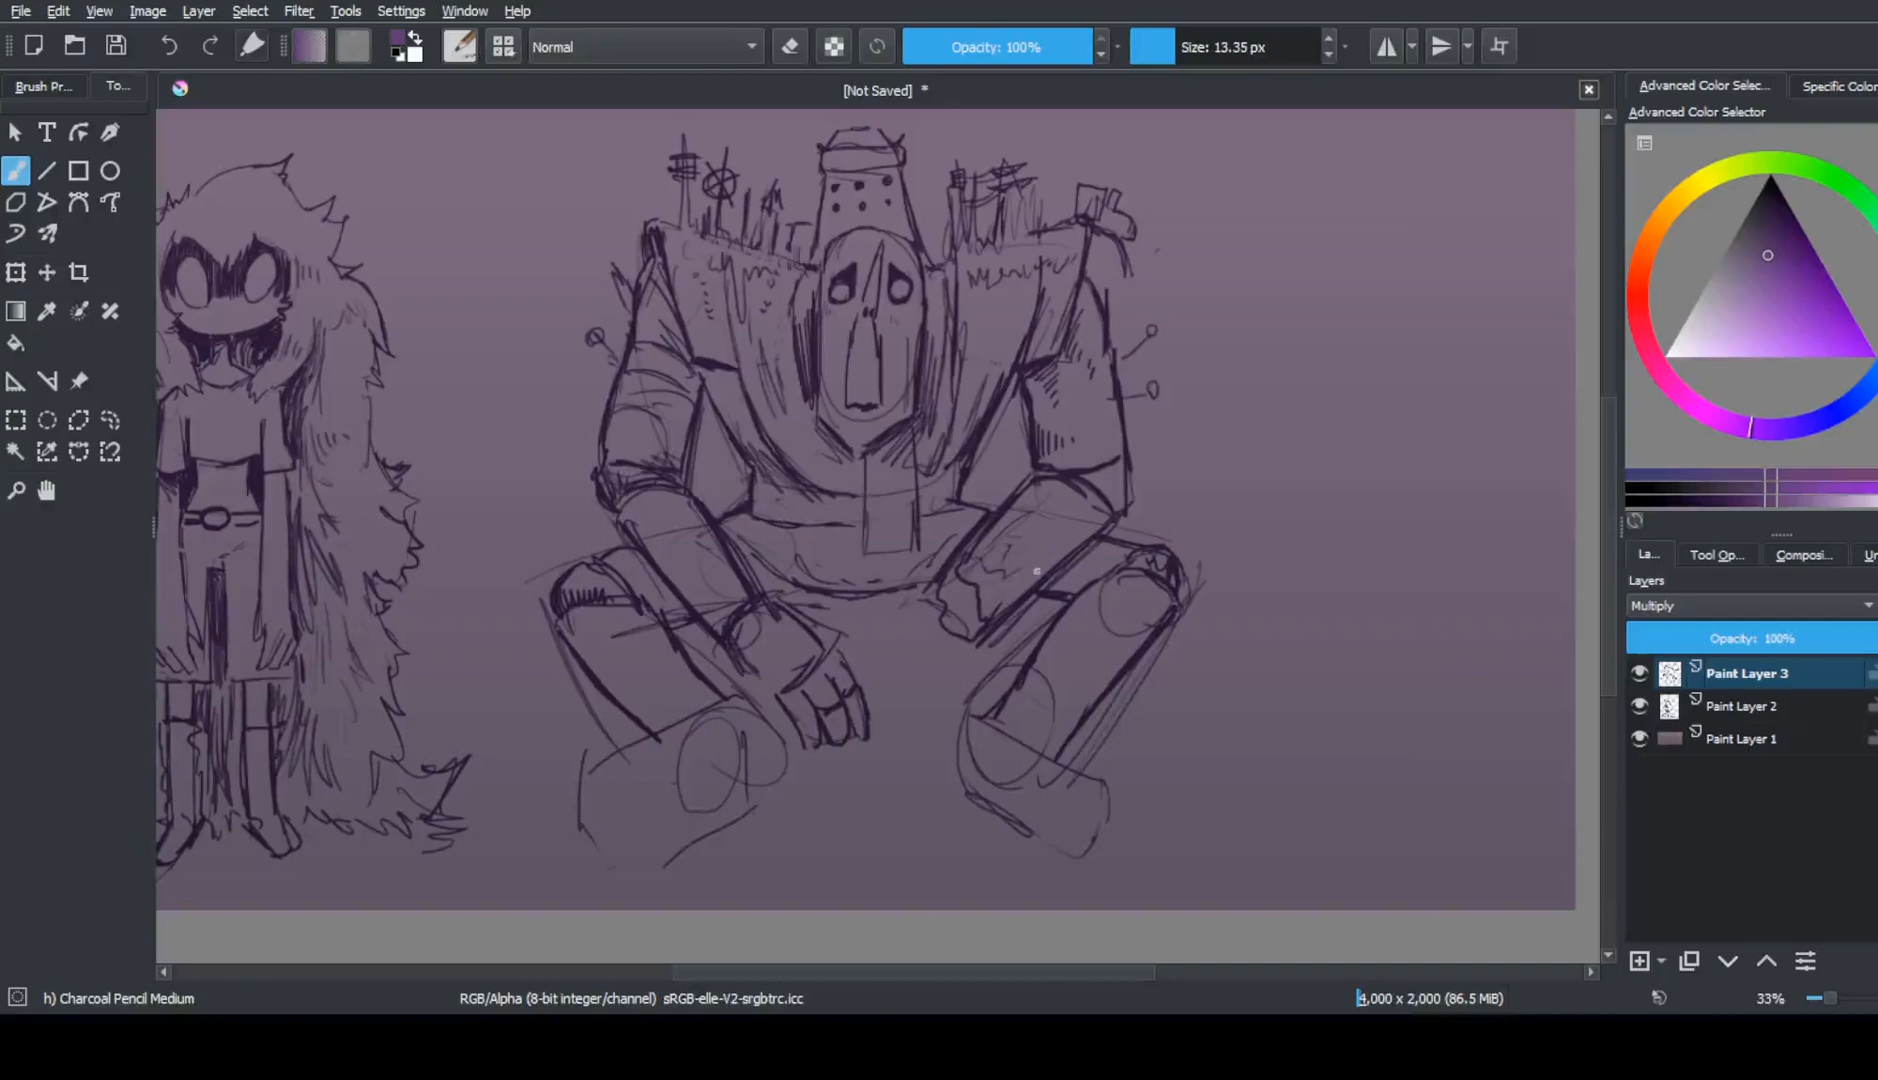 File Edit View Image Layer Select Filter Tools Settings Window Help
Normal Opacity: 100% Size: 13.35 px
Brush Pr... To... [Not Saved] * Advanced Color Selec... Specific Color
Advanced Color Selector
La... Tool Op... Composi... Un
Layers
Multiply
Opacity: 100%
Paint Layer 3
Paint Layer 2
Paint Layer 1
h) Charcoal Pencil Medium RGB/Alpha (8-bit integer/channel) sRGB-elle-V2-srgbtrc.icc 4,000 x 2,000 (86.5 MiB) 33%